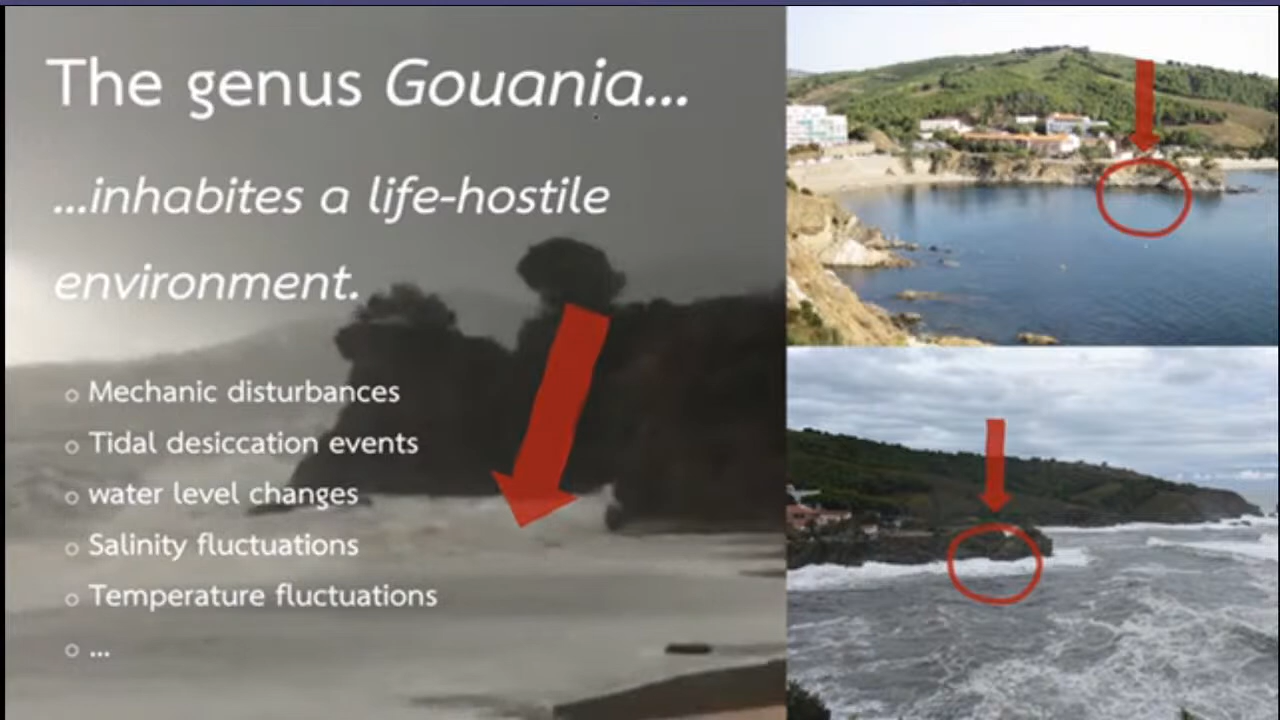 The genus Gouania...
...inhabites a life-hostile
environment.
Mechanic disturbances
Tidal desiccation events
water level changes
Salinity fluctuations
Temperature fluctuations
...